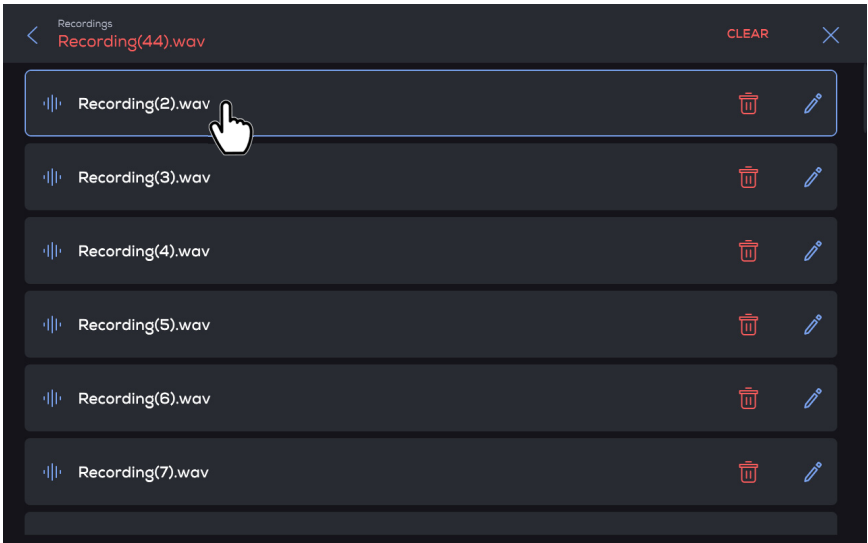 Recordings
Recording(44).wav
CLEAR
Recording(2).wav
Recording(3).wav
Recording(4).wav
Recording(5).wav
Recording(6).wav
Recording(7).wav